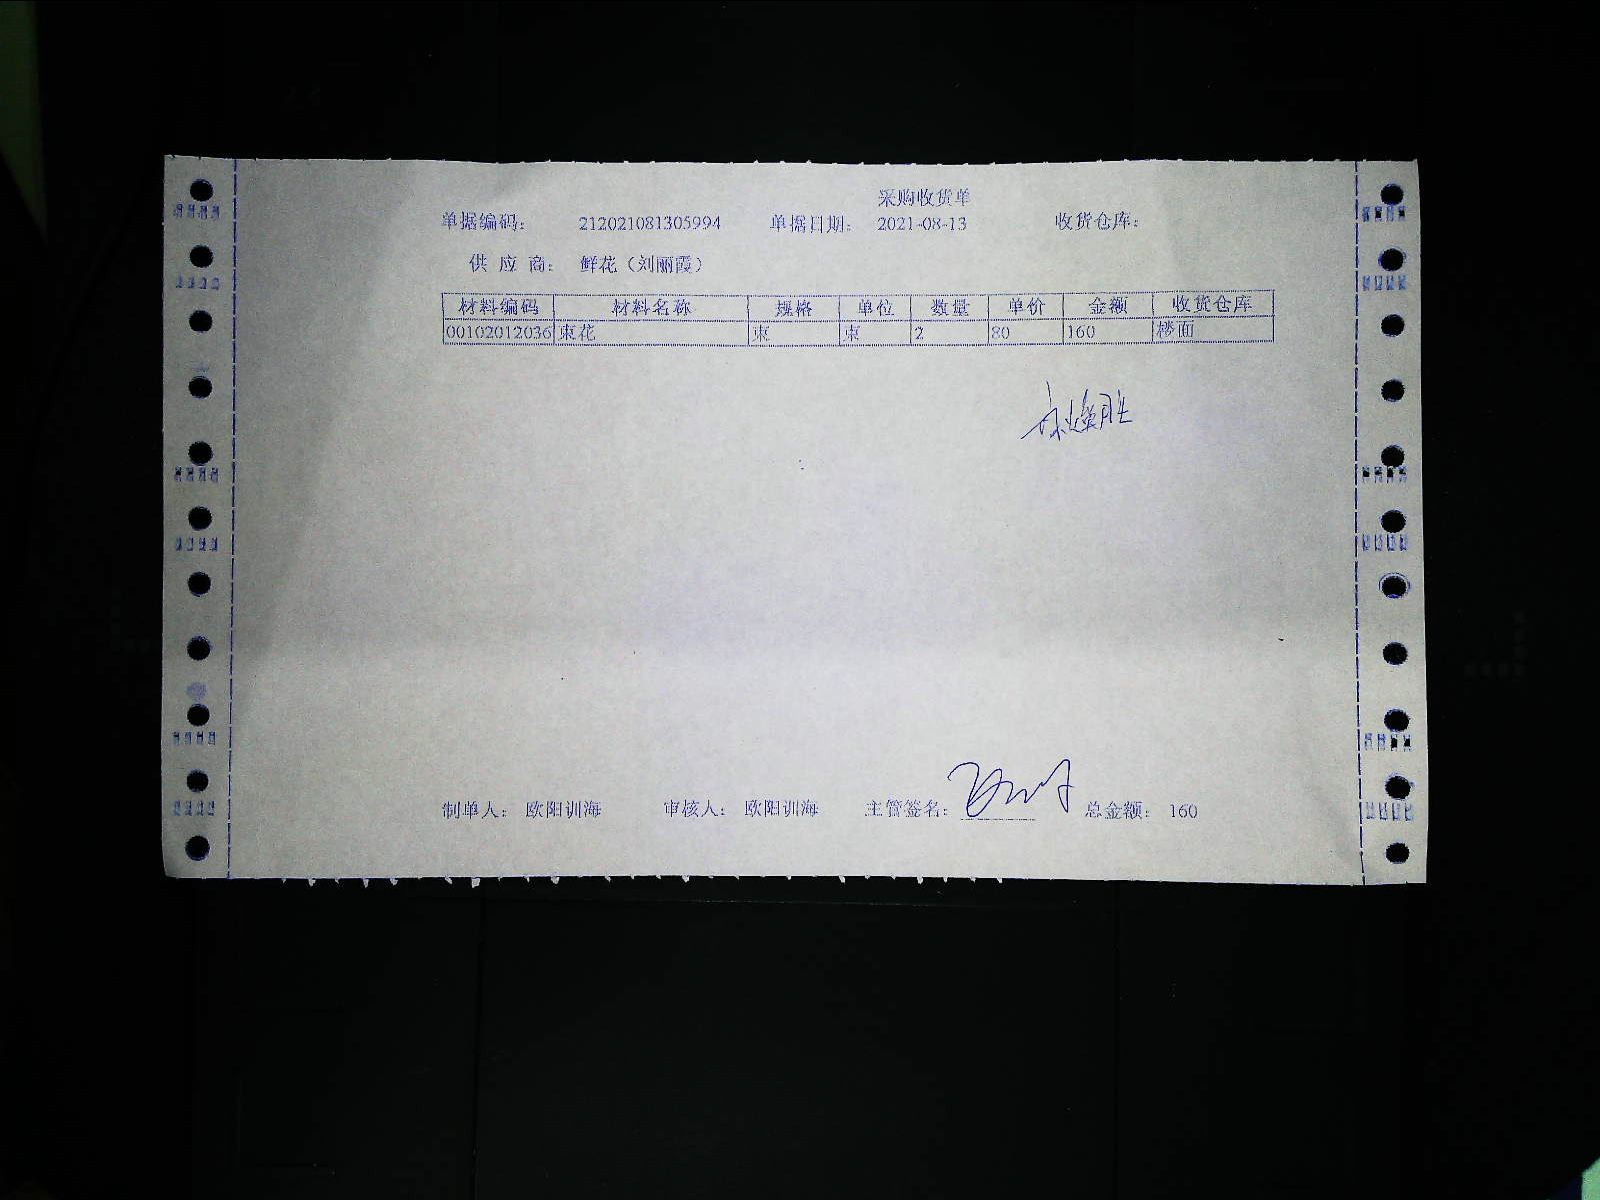 采购收货单
单据编码: 212021081305994 单据日期: 2021-08-13 收货仓库:
供 应 商: 鲜花（刘丽霞）
材料编码 材料名称 规格 单位 数量 单价 金额 收货仓库
00102012036 束花 束 束 2 80 160 楼面
制单人: 欧阳训海 审核人: 欧阳训海 主管签名: 总金额: 160